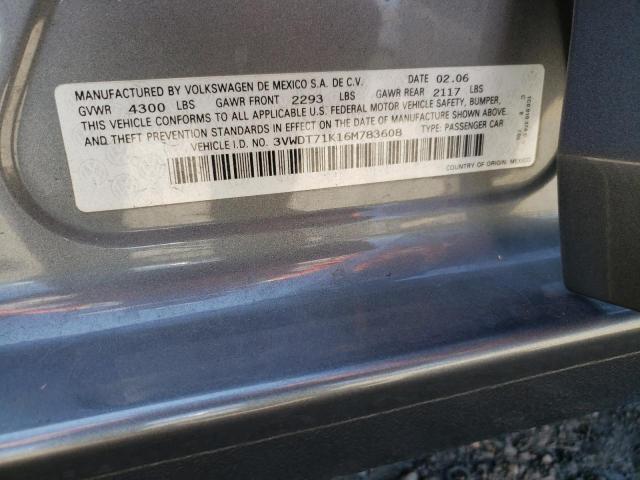 MANUFACTURED BY VOLKSWAGEN DE MEXICO S.A. DE C.V. DATE 02.06
GVWR 4300 LBS GAWR FRONT 2293 LBS GAWR REAR 2117 LBS
THIS VEHICLE CONFORMS TO ALL APPLICABLE U.S. FEDERAL MOTOR VEHICLE SAFETY, BUMPER,
AND THEFT PREVENTION STANDARDS IN EFFECT ON THE DATE OF MANUFACTURE SHOWN ABOVE.
VEHICLE I.D. NO. 3VWDT71K16M783608 TYPE: PASSENGER CAR
COUNTRY OF ORIGIN: MEXICO